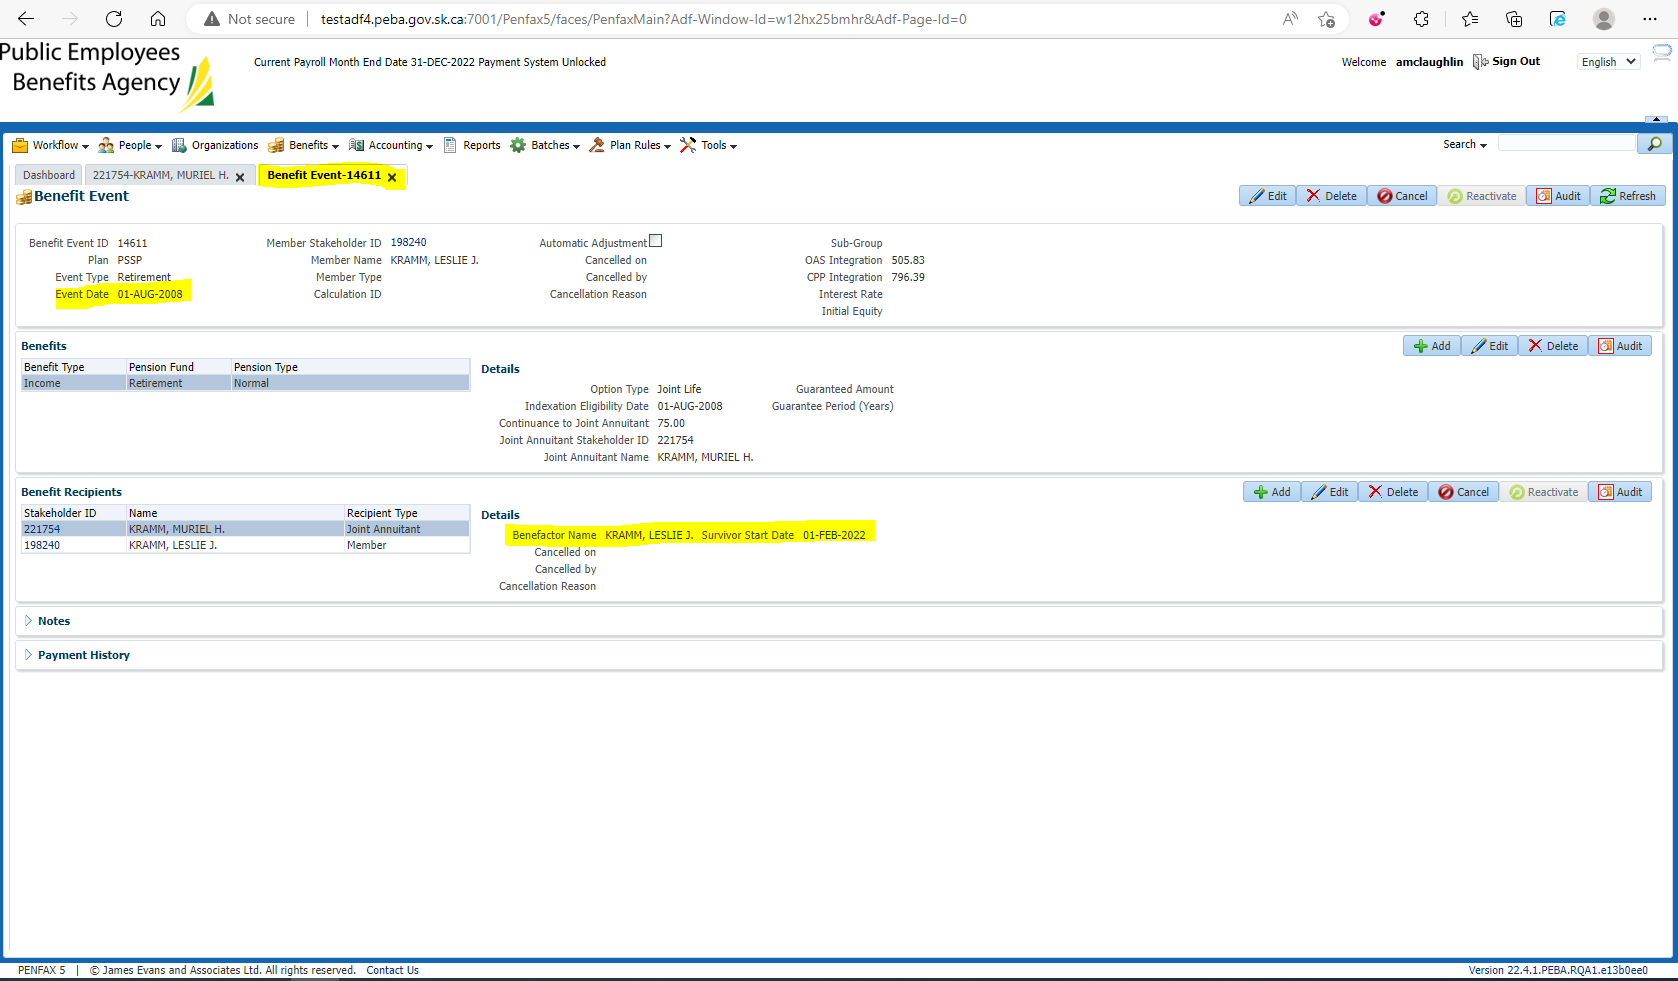 Not secure | testadf4.peba.gov.sk.ca:7001/Penfax5/faces/PenfaxMain?Adf-Window-Id=w12hx25bmhr&Adf-Page-Id=0
Public Employees
Benefits Agency
Current Payroll Month End Date 31-DEC-2022 Payment System Unlocked
Welcome amclaughlin Sign Out English
Workflow People Organizations Benefits Accounting Reports Batches Plan Rules Tools Search
Dashboard 221754-KRAMM, MURIEL H. Benefit Event-14611
Benefit Event Edit Delete Cancel Reactivate Audit Refresh
Benefit Event ID 14611 Member Stakeholder ID 198240 Automatic Adjustment Sub-Group
Plan PSSP Member Name KRAMM, LESLIE J. Cancelled on OAS Integration 505.83
Event Type Retirement Member Type Cancelled by CPP Integration 796.39
Event Date 01-AUG-2008 Calculation ID Cancellation Reason Interest Rate
Initial Equity
Benefits Add Edit Delete Audit
Benefit Type Pension Fund Pension Type
Income Retirement Normal
Details
Option Type Joint Life Guaranteed Amount
Indexation Eligibility Date 01-AUG-2008 Guarantee Period (Years)
Continuance to Joint Annuitant 75.00
Joint Annuitant Stakeholder ID 221754
Joint Annuitant Name KRAMM, MURIEL H.
Benefit Recipients Add Edit Delete Cancel Reactivate Audit
Stakeholder ID Name Recipient Type
221754 KRAMM, MURIEL H. Joint Annuitant
198240 KRAMM, LESLIE J. Member
Details
Benefactor Name KRAMM, LESLIE J. Survivor Start Date 01-FEB-2022
Cancelled on
Cancelled by
Cancellation Reason
Notes
Payment History
PENFAX 5 | © James Evans and Associates Ltd. All rights reserved. Contact Us Version 22.4.1.PEBA.RQA1.e13b0ee0